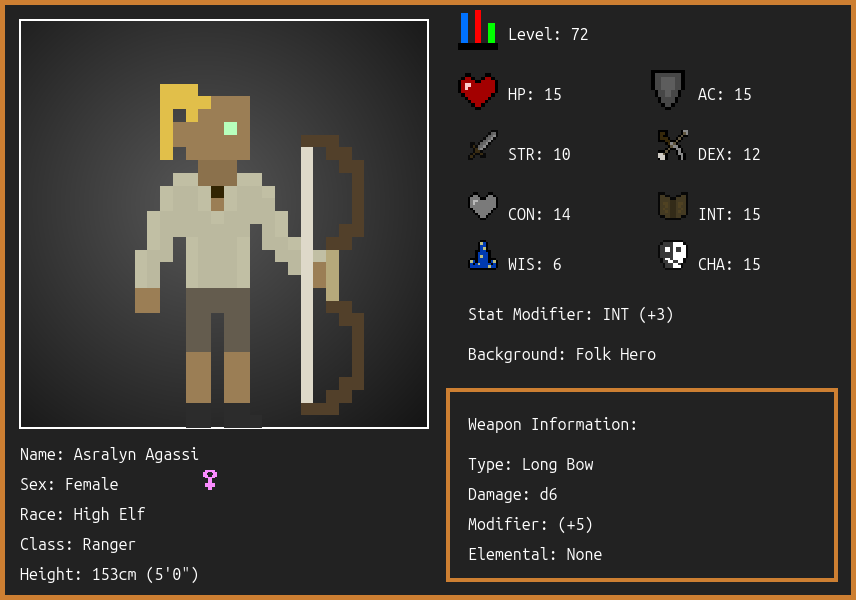 Level: 72
HP: 15
AC: 15
STR: 10
DEX: 12
CON: 14
INT: 15
WIS: 6
CHA: 15
Stat Modifier: INT (+3)
Background: Folk Hero
Weapon Information:
Type: Long Bow
Damage: d6
Modifier: (+5)
Elemental: None
Name: Asralyn Agassi
Sex: Female
Race: High Elf
Class: Ranger
Height: 153cm (5'0")